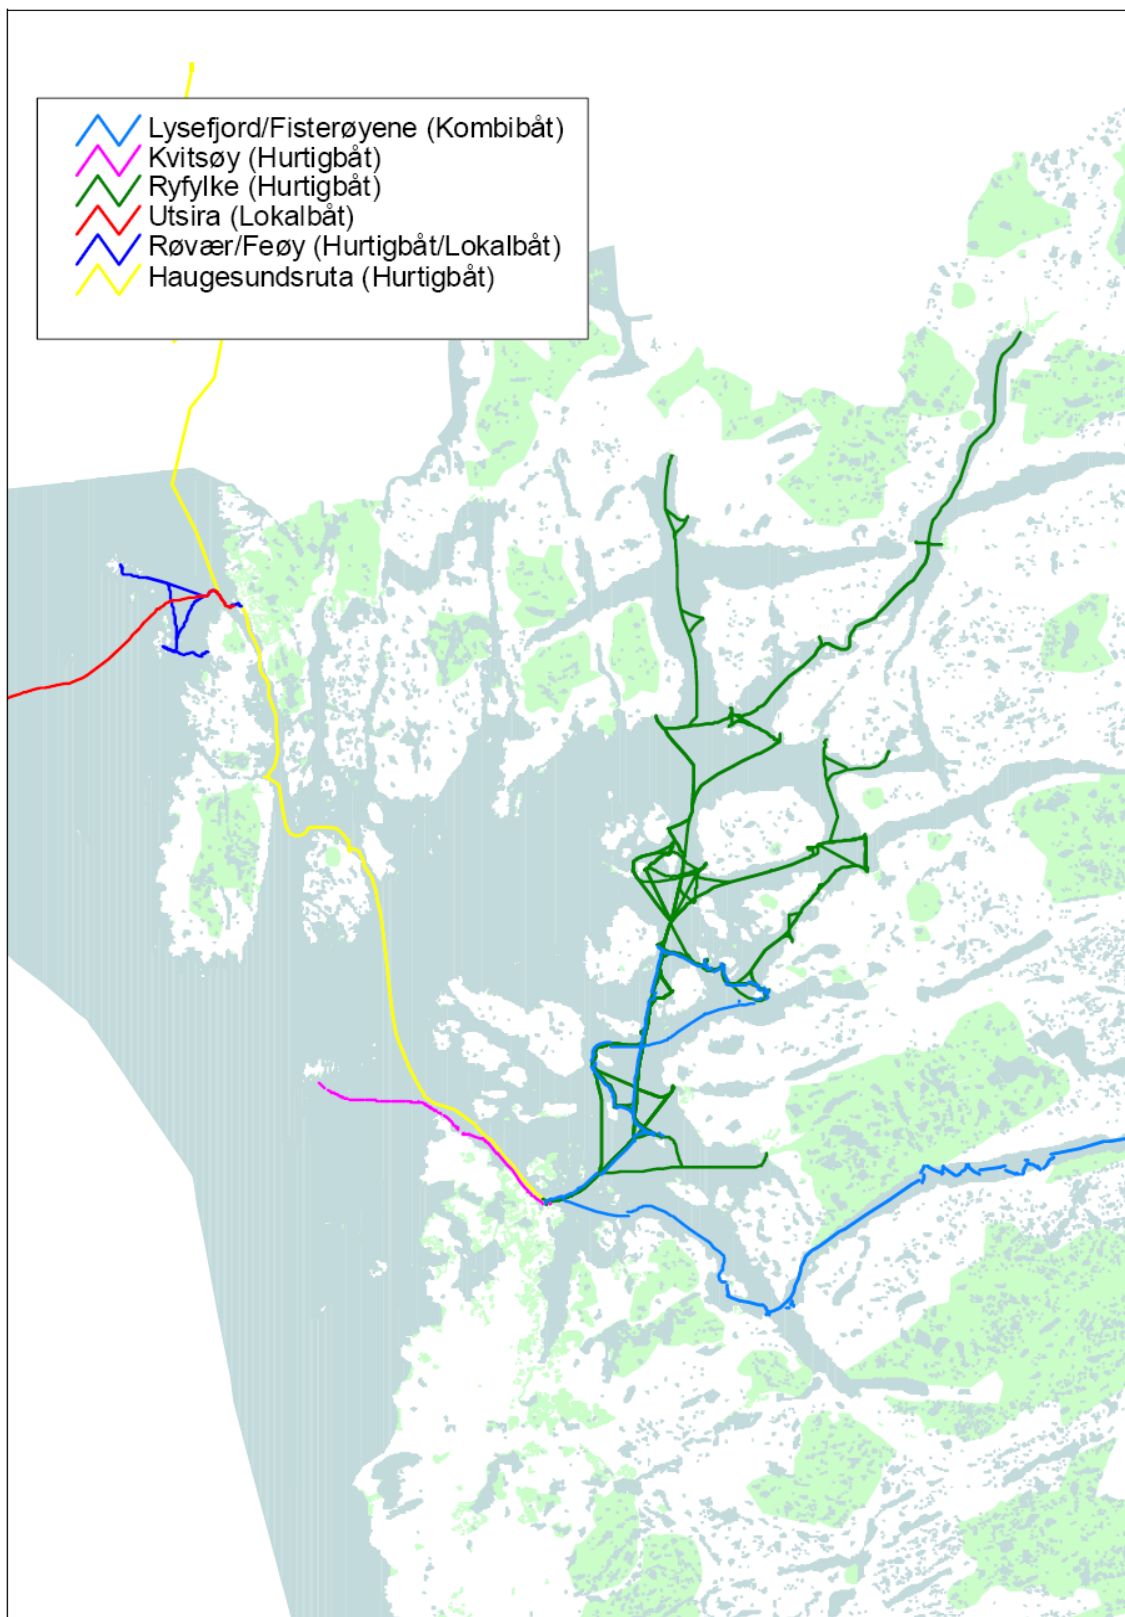 Lysefjord/Fisterøyene (Kombibåt)
Kvitsøy (Hurtigbåt)
Ryfylke (Hurtigbåt)
Utsira (Lokalbåt)
Røvær/Feøy (Hurtigbåt/Lokalbåt)
Haugesundsruta (Hurtigbåt)